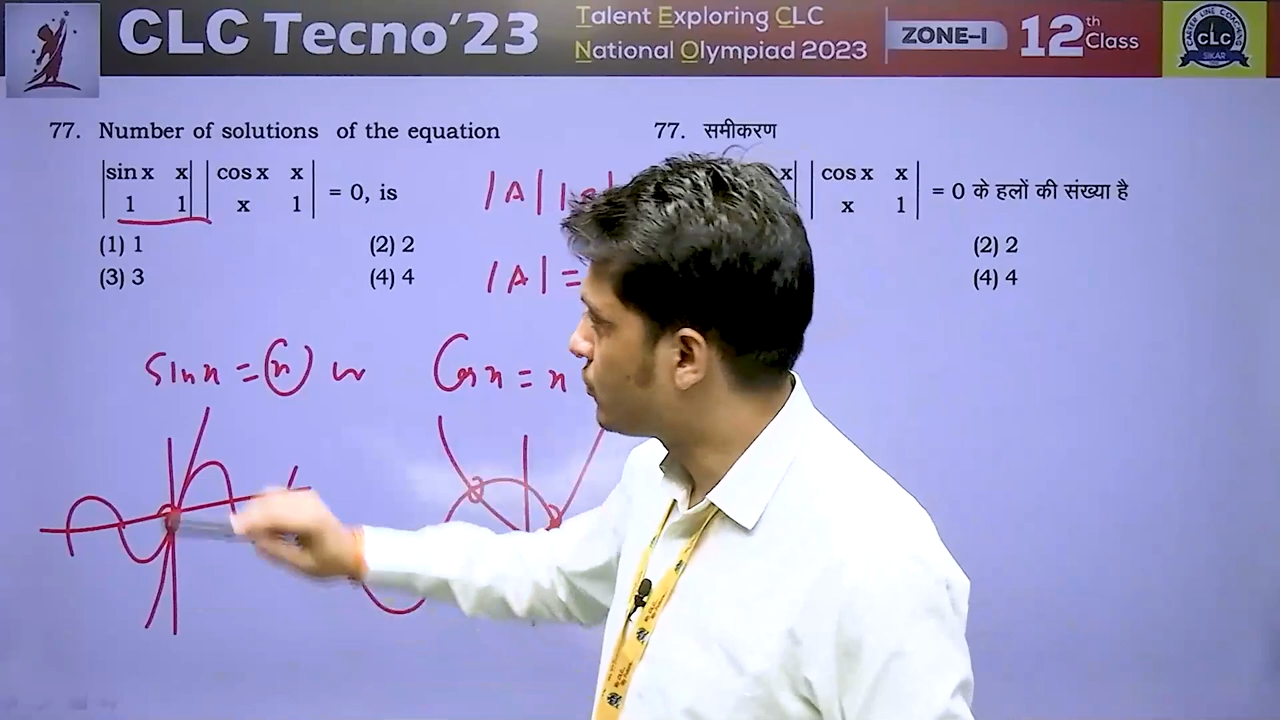 CLC Tecno'23
Talent Exploring CLC
National Olympiad 2023
ZONE-I
12th Class
CLC
SIKAR
77. Number of solutions of the equation
|sin x x| |cos x x|
|1 1| |x 1| = 0, is
(1) 1 (2) 2
(3) 3 (4) 4
77. समीकरण
x| |cos x x|
|x 1| = 0 के हलों की संख्या है
(2) 2
(4) 4
|A| |
|A| =
sin x = x
Cos x = x